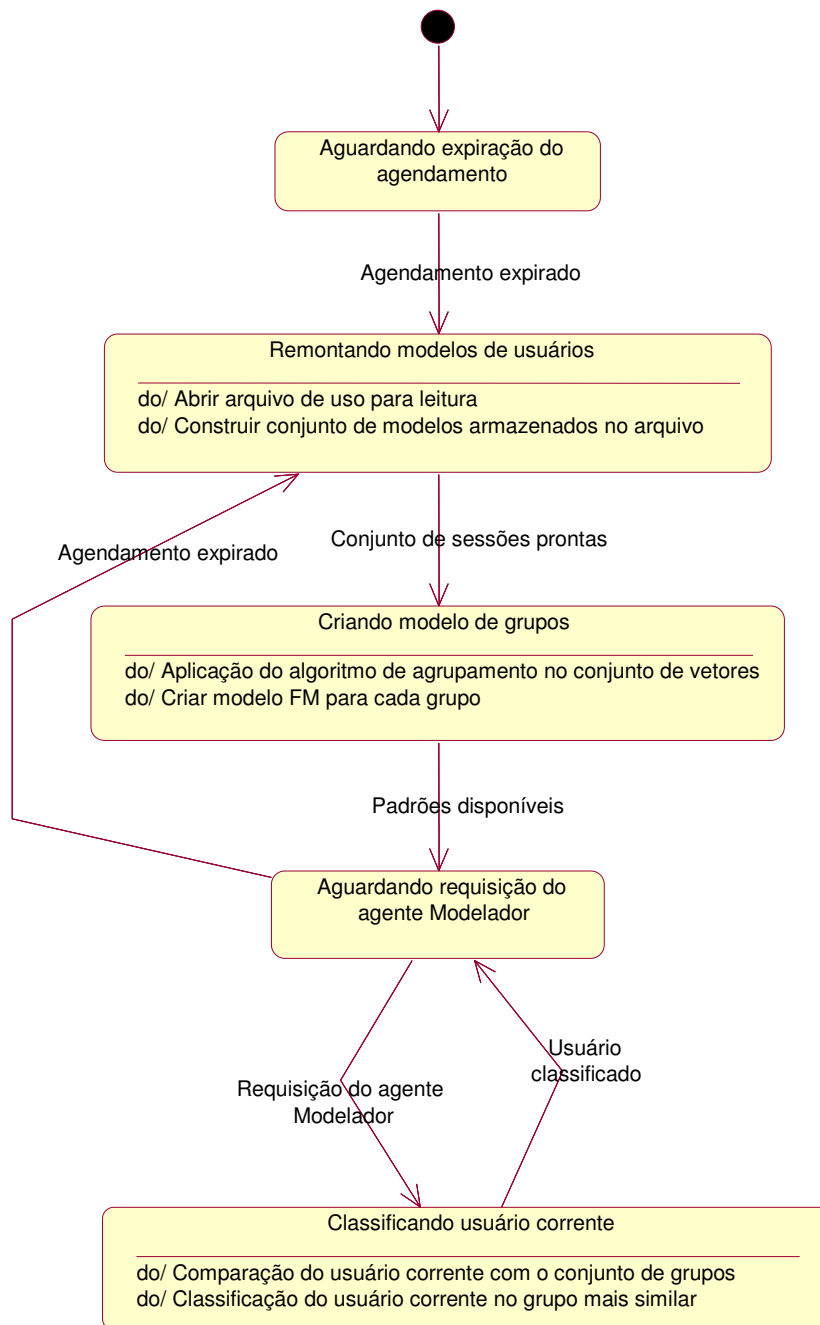 Aguardando expiração do
agendamento
Agendamento expirado
Remontando modelos de usuários
do/ Abrir arquivo de uso para leitura
do/ Construir conjunto de modelos armazenados no arquivo
Agendamento expirado
Conjunto de sessões prontas
Criando modelo de grupos
do/ Aplicação do algoritmo de agrupamento no conjunto de vetores
do/ Criar modelo FM para cada grupo
Padrões disponíveis
Aguardando requisição do
agente Modelador
Usuário
classificado
Requisição do agente
Modelador
Classificando usuário corrente
do/ Comparação do usuário corrente com o conjunto de grupos
do/ Classificação do usuário corrente no grupo mais similar